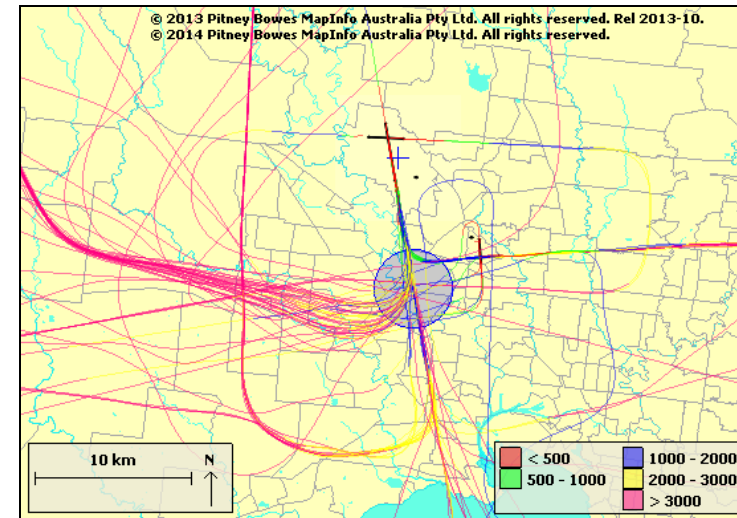 © 2013 Pitney Bowes MapInfo Australia Pty Ltd. All rights reserved. Rel 2013-10.
© 2014 Pitney Bowes MapInfo Australia Pty Ltd. All rights reserved.
10 km
N
< 500
500 - 1000
1000 - 2000
2000 - 3000
> 3000